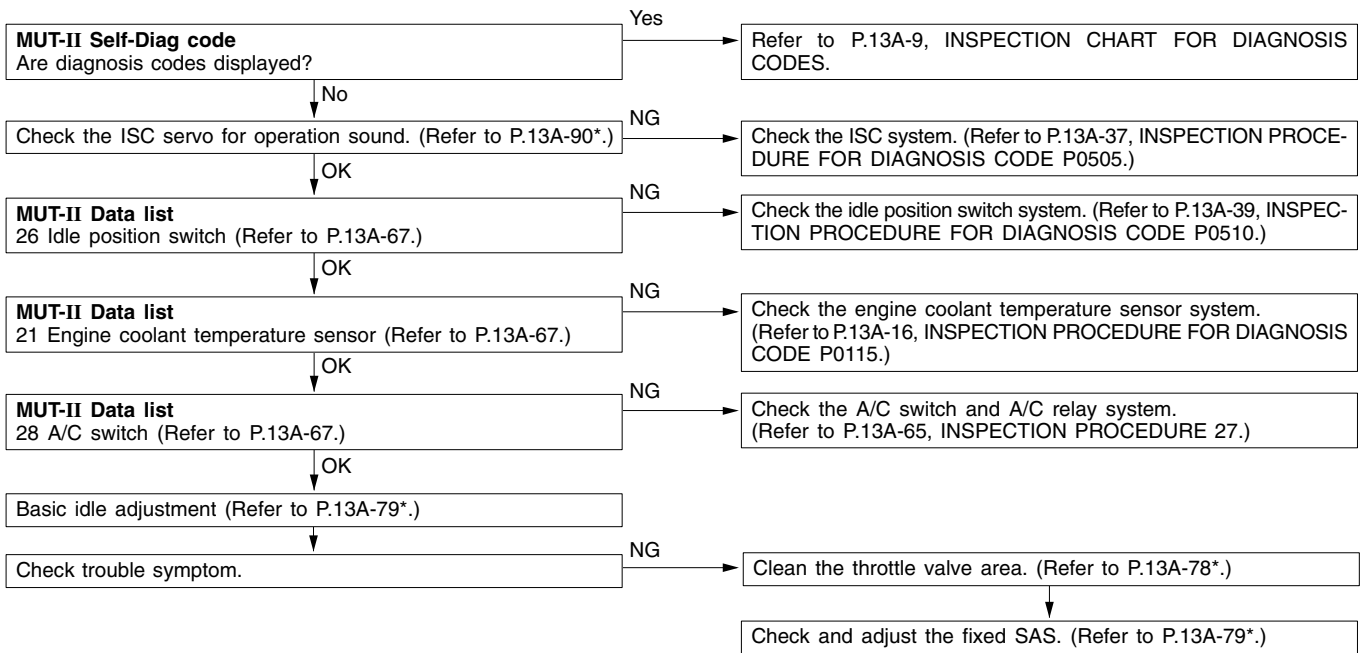 Yes
MUT-II Self-Diag code
Are diagnosis codes displayed?
Refer to P.13A-9, INSPECTION CHART FOR DIAGNOSIS
CODES.
No
Check the ISC servo for operation sound. (Refer to P.13A-90*.)
NG
Check the ISC system. (Refer to P.13A-37, INSPECTION PROCE-
DURE FOR DIAGNOSIS CODE P0505.)
OK
MUT-II Data list
26 Idle position switch (Refer to P.13A-67.)
NG
Check the idle position switch system. (Refer to P.13A-39, INSPEC-
TION PROCEDURE FOR DIAGNOSIS CODE P0510.)
OK
MUT-II Data list
21 Engine coolant temperature sensor (Refer to P.13A-67.)
NG
Check the engine coolant temperature sensor system.
(Refer to P.13A-16, INSPECTION PROCEDURE FOR DIAGNOSIS
CODE P0115.)
OK
MUT-II Data list
28 A/C switch (Refer to P.13A-67.)
NG
Check the A/C switch and A/C relay system.
(Refer to P.13A-65, INSPECTION PROCEDURE 27.)
OK
Basic idle adjustment (Refer to P.13A-79*.)
Check trouble symptom.
NG
Clean the throttle valve area. (Refer to P.13A-78*.)
Check and adjust the fixed SAS. (Refer to P.13A-79*.)